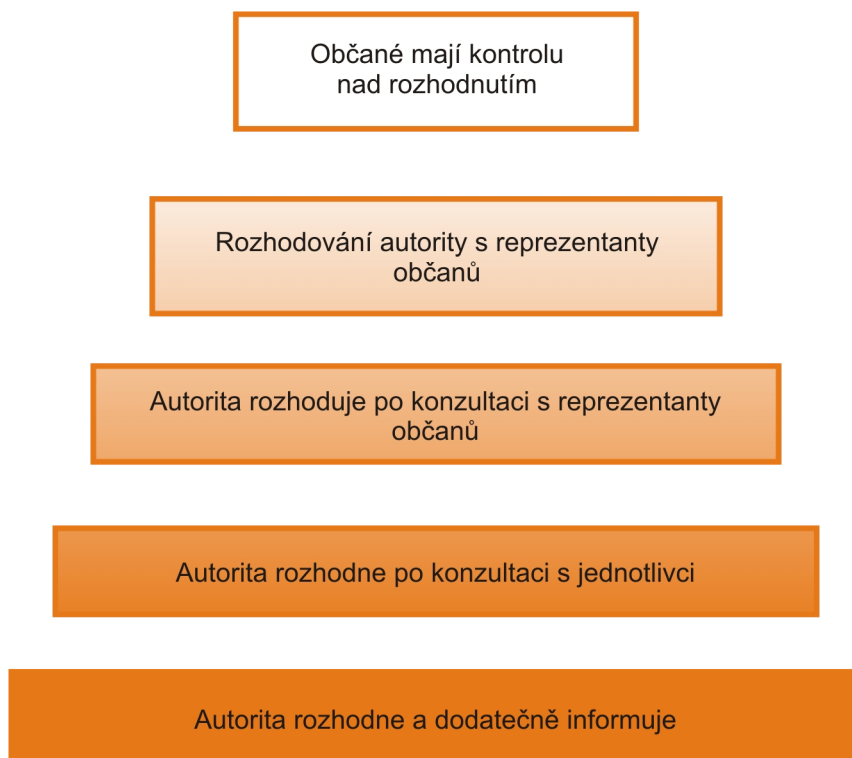 Občané mají kontrolu
nad rozhodnutím
Rozhodování autority s reprezentanty
občanů
Autorita rozhoduje po konzultaci s reprezentanty
občanů
Autorita rozhodne po konzultaci s jednotlivci
Autorita rozhodne a dodatečně informuje